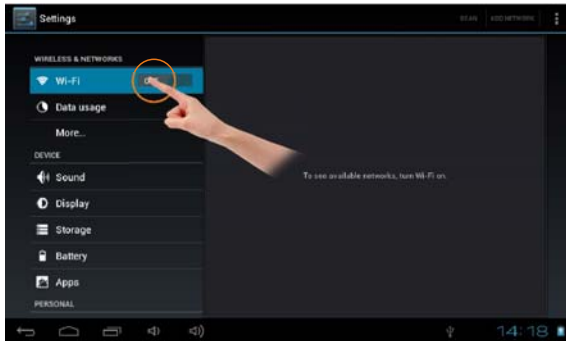 Settings
SCAN
ADD NETWORK
WIRELESS & NETWORKS
Wi-Fi
OFF
Data usage
More...
To see available networks, turn Wi-Fi on.
DEVICE
Sound
Display
Storage
Battery
Apps
PERSONAL
14:18